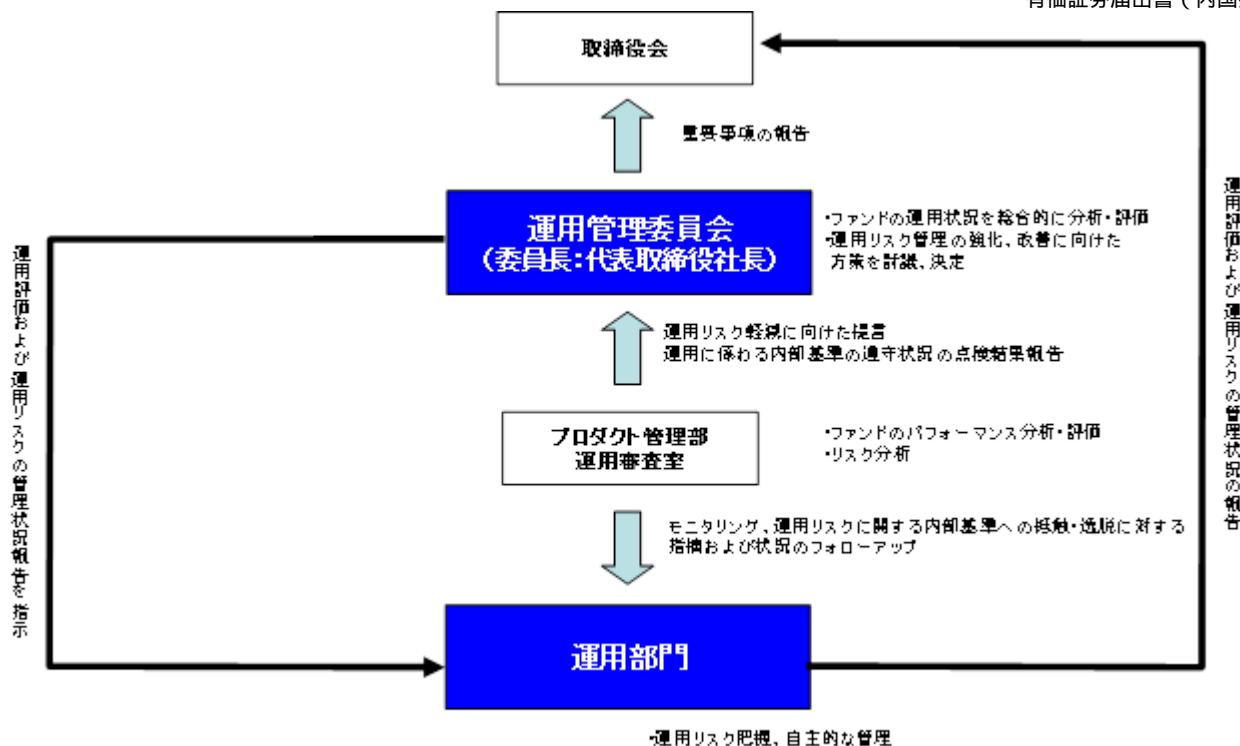 有価証券届出書(内国
取締役会
重要事項の報告
運用管理委員会
(委員長:代表取締役社長)
・ファンドの運用状況を総合的に分析・評価
・運用リスク管理の強化、改善に向けた
方策を討議、決定
運用リスク軽減に向けた提言
運用に係わる内部基準の遵守状況の点検結果報告
プロダクト管理部
運用審査室
・ファンドのパフォーマンス分析・評価
・リスク分析
モニタリング、運用リスクに関する内部基準への抵触・逸脱に対する
指摘および状況のフォローアップ
運用部門
・運用リスク把握、自主的な管理
運用評価および運用リスクの管理状況報告を指示
運用評価および運用リスクの管理状況の報告